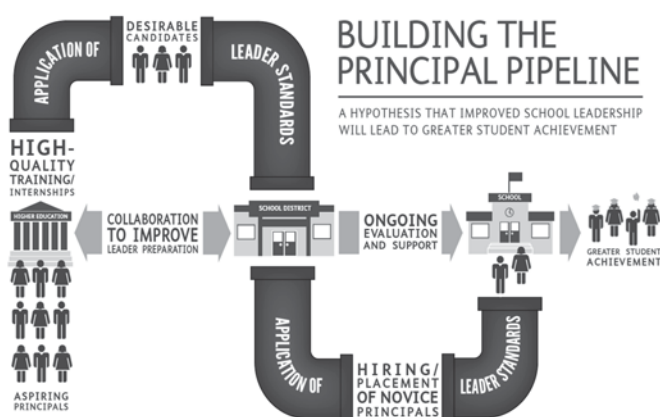 BUILDING THE
PRINCIPAL PIPELINE
A HYPOTHESIS THAT IMPROVED SCHOOL LEADERSHIP
WILL LEAD TO GREATER STUDENT ACHIEVEMENT
APPLICATION OF
DESIRABLE
CANDIDATES
LEADER STANDARDS
HIGH-
QUALITY
TRAINING/
INTERNSHIPS
HIGHER EDUCATION
ASPIRING
PRINCIPALS
COLLABORATION
TO IMPROVE
LEADER PREPARATION
SCHOOL DISTRICT
ONGOING
EVALUATION
AND SUPPORT
SCHOOL
GREATER STUDENT
ACHIEVEMENT
APPLICATION OF
HIRING/
PLACEMENT
OF NOVICE
PRINCIPALS
LEADER STANDARDS